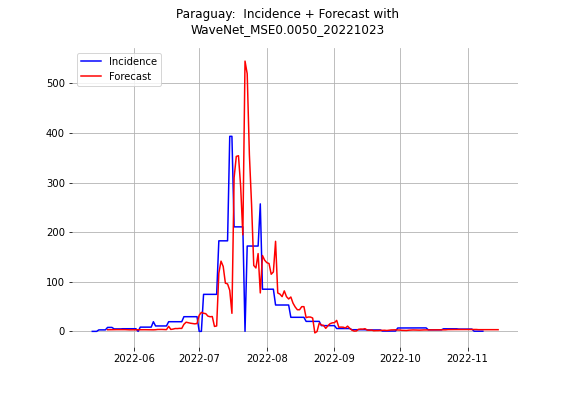 Paraguay:  Incidence + Forecast with
WaveNet_MSE0.0050_20221023
Incidence
Forecast
500
400
300
200
100
0
2022-06 2022-07 2022-08 2022-09 2022-10 2022-11